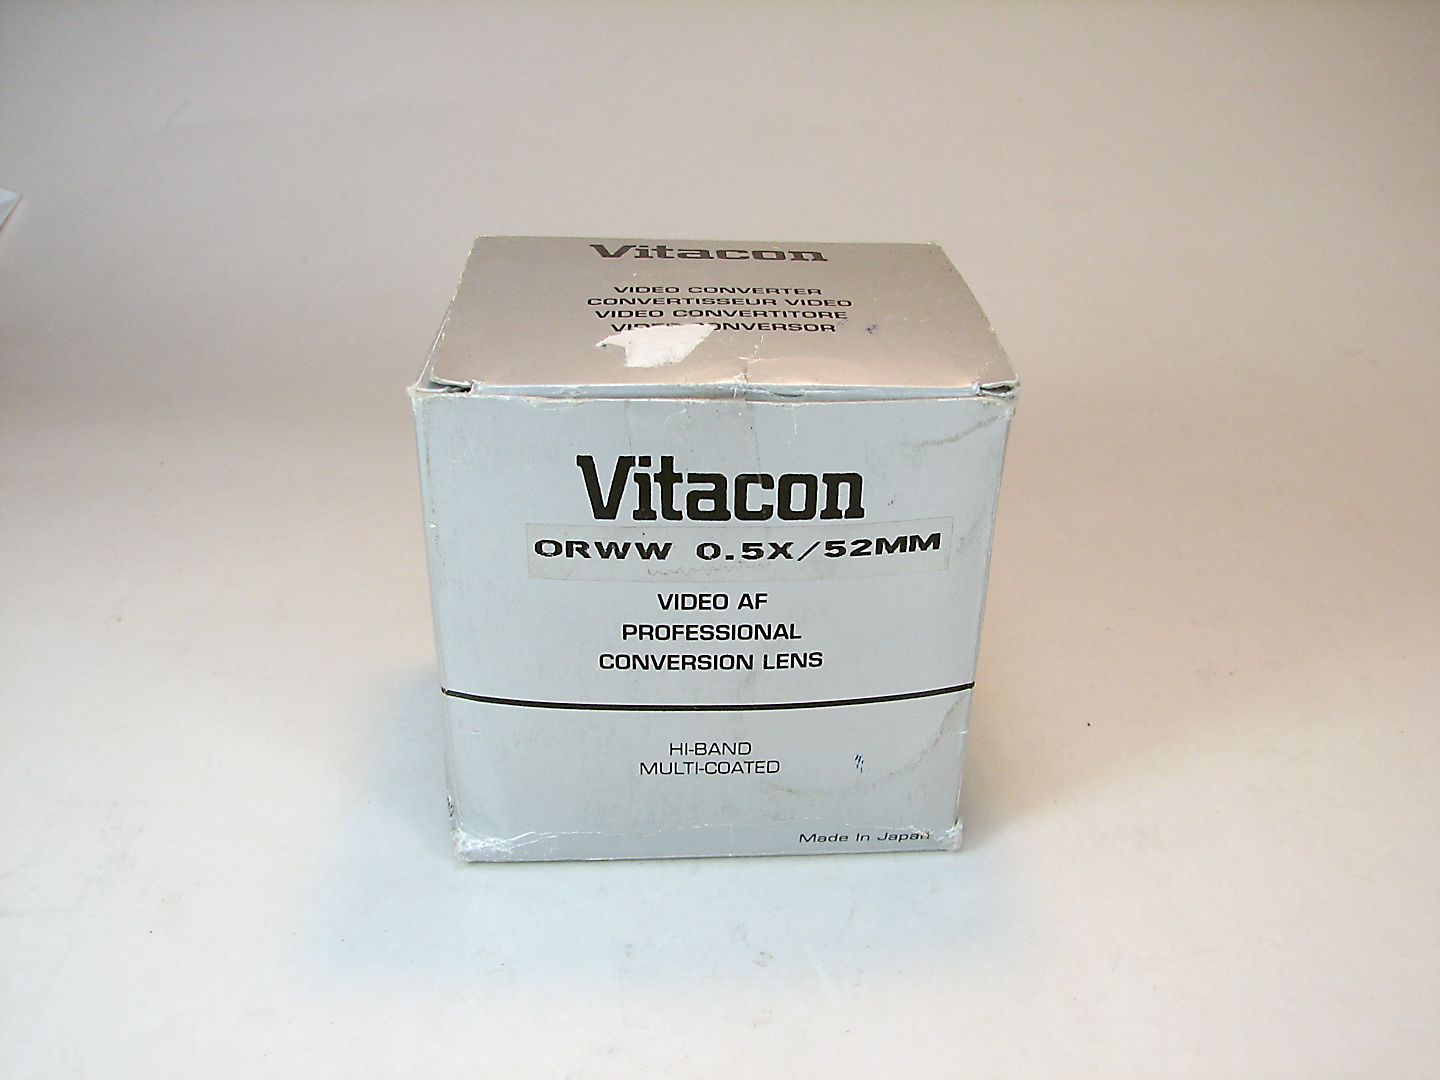 Vitacon
VIDEO CONVERTER
CONVERTISSEUR VIDEO
VIDEO CONVERTITORE
CONVERSOR
Vitacon
ORWW 0.5X/52MM
VIDEO AF
PROFESSIONAL
CONVERSION LENS
HI-BAND
MULTI-COATED
Made In Japan